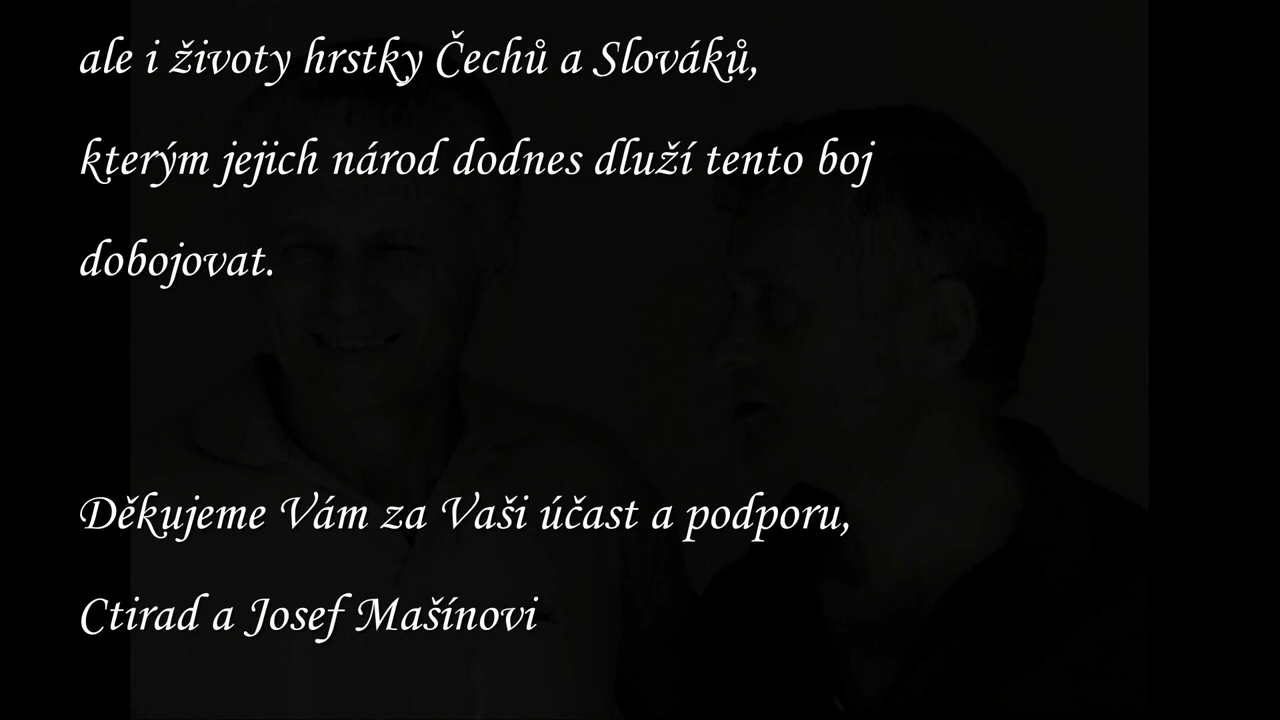 ale i životy hrstky Čechů a Slováků,
kterým jejich národ dodnes dluží tento boj
dobojovat.
Děkujeme Vám za Vaši účast a podporu,
Ctirad a Josef Mašínovi